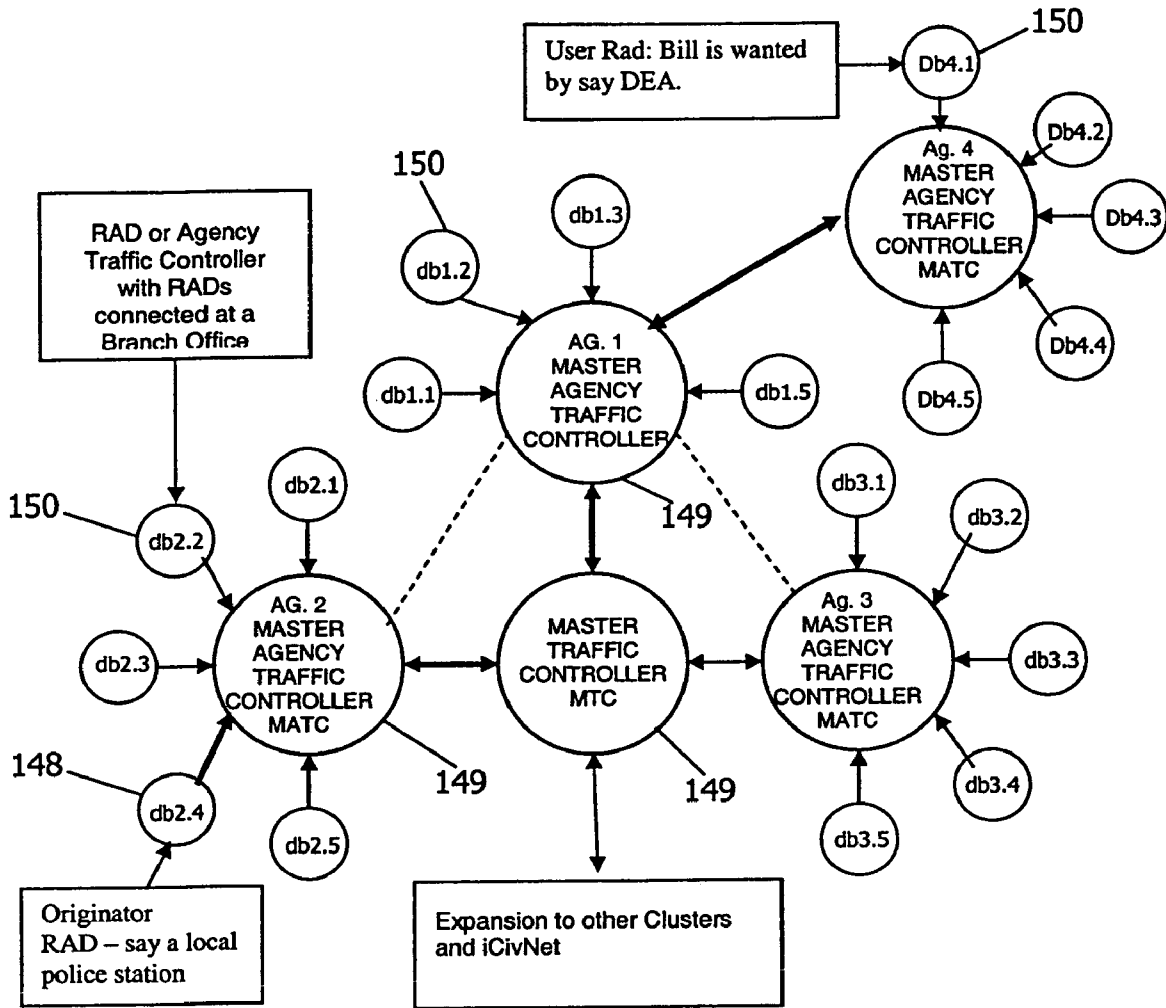 User Rad: Bill is wanted
by say DEA.
150
Db4.1
Ag. 4
MASTER
AGENCY
TRAFFIC
CONTROLLER
MATC
Db4.2
Db4.3
Db4.4
Db4.5
150
db1.3
db1.2
RAD or Agency
Traffic Controller
with RADs
connected at a
Branch Office
AG. 1
MASTER
AGENCY
TRAFFIC
CONTROLLER
db1.1
db1.5
149
150
db2.1
db2.2
AG. 2
MASTER
AGENCY
TRAFFIC
CONTROLLER
MATC
db2.3
148
db2.4
db2.5
149
MASTER
TRAFFIC
CONTROLLER
MTC
149
db3.1
db3.2
Ag. 3
MASTER
AGENCY
TRAFFIC
CONTROLLER
MATC
db3.3
db3.4
db3.5
Originator
RAD – say a local
police station
Expansion to other Clusters
and iCivNet